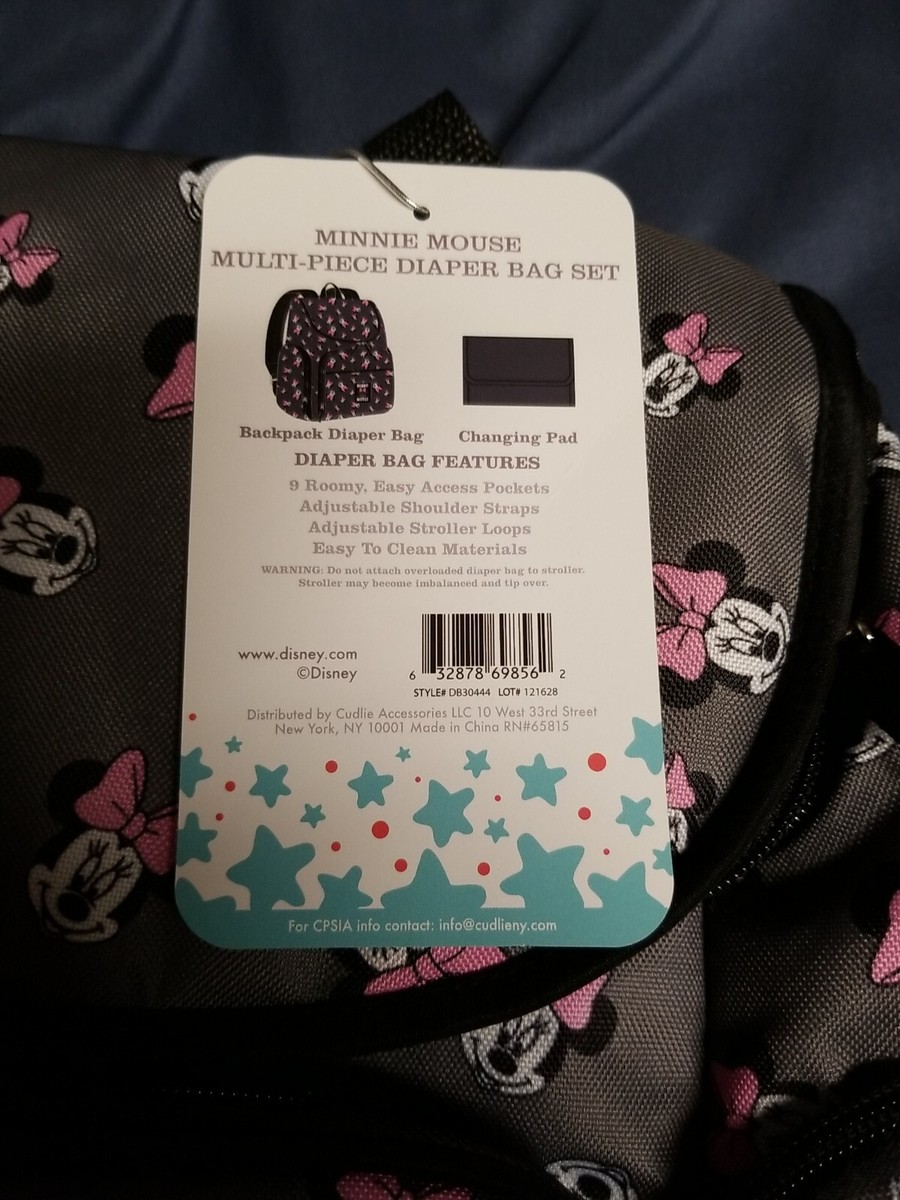 MINNIE MOUSE
MULTI-PIECE DIAPER BAG SET
Backpack Diaper Bag
Changing Pad
DIAPER BAG FEATURES
9 Roomy, Easy Access Pockets
Adjustable Shoulder Straps
Adjustable Stroller Loops
Easy To Clean Materials
WARNING: Do not attach overloaded diaper bag to stroller.
Stroller may become imbalanced and tip over.
www.disney.com
©Disney
6 32878 69856 2
STYLE# DB30444 LOT# 121628
Distributed by Cudlie Accessories LLC 10 West 33rd Street
New York, NY 10001 Made in China RN#65815
For CPSIA info contact: info@cudlieny.com